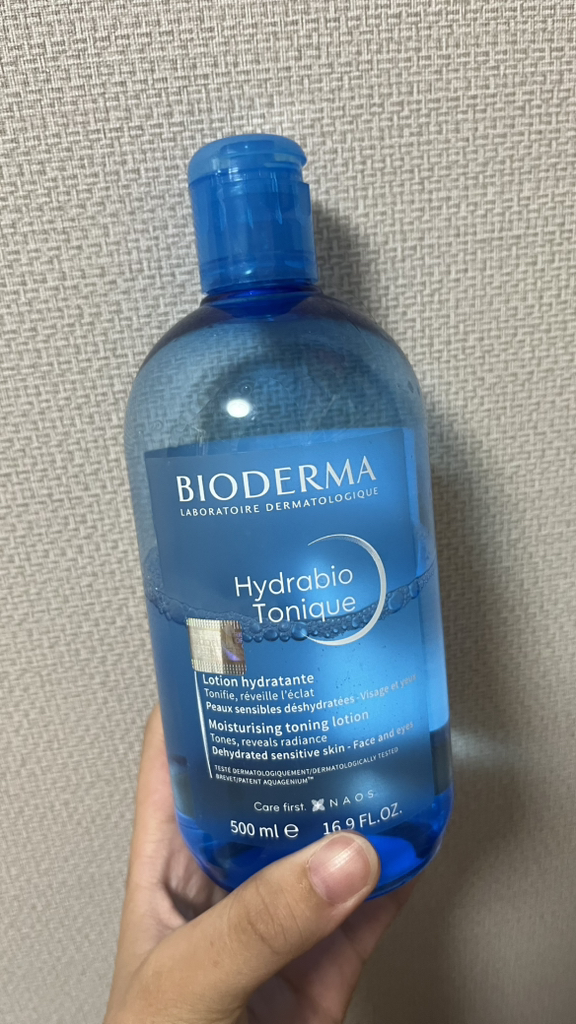 BIODERMA
LABORATOIRE DERMATOLOGIQUE
Hydrabio
Tonique
Lotion hydratante
Tonifie, réveille l'éclat
Peaux sensibles déshydratées - Visage et yeux
Moisturising toning lotion
Tones, reveals radiance
Dehydrated sensitive skin - Face and eyes
TESTÉ DERMATOLOGIQUEMENT/DERMATOLOGICALLY TESTED
BREVET/PATENT AQUAGENIUM™
Care first. NAOS
500 ml e 16.9 FL.OZ.